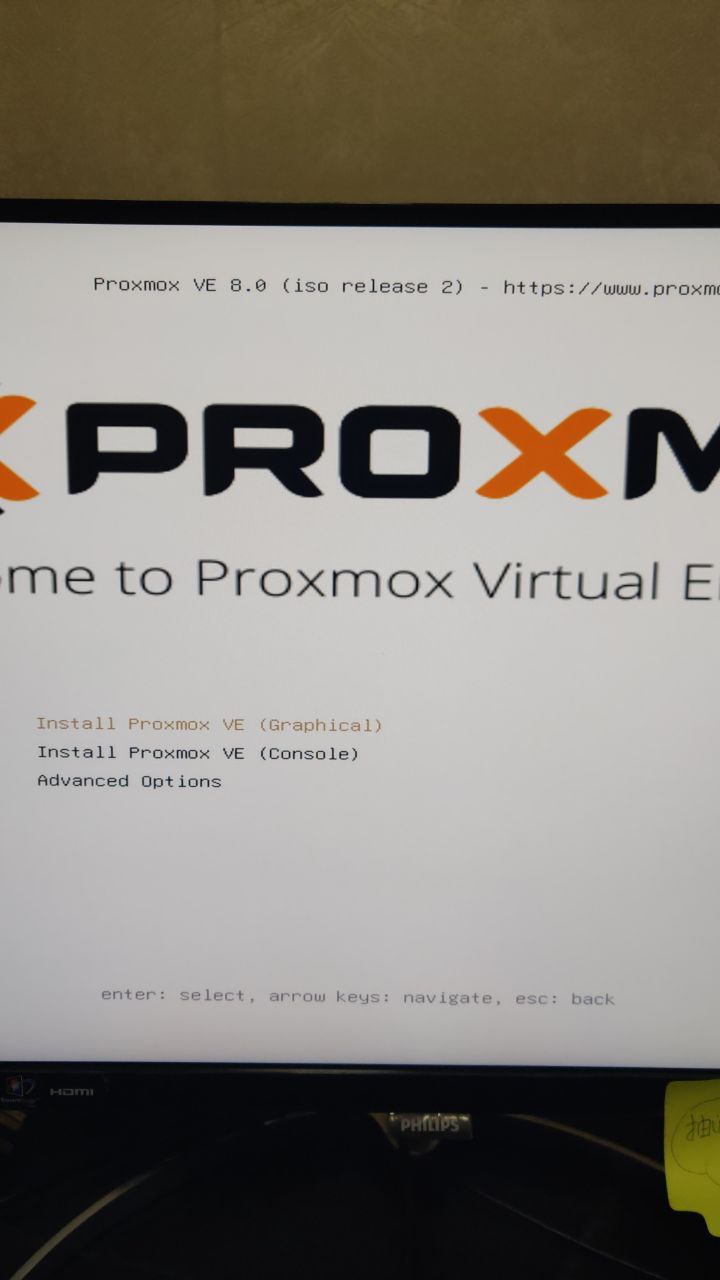 Proxmox VE 8.0 (iso release 2) - https://www.proxmo
XPROXM
ome to Proxmox Virtual E
Install Proxmox VE (Graphical)
Install Proxmox VE (Console)
Advanced Options
enter: select, arrow keys: navigate, esc: back
HDMI
PHILIPS